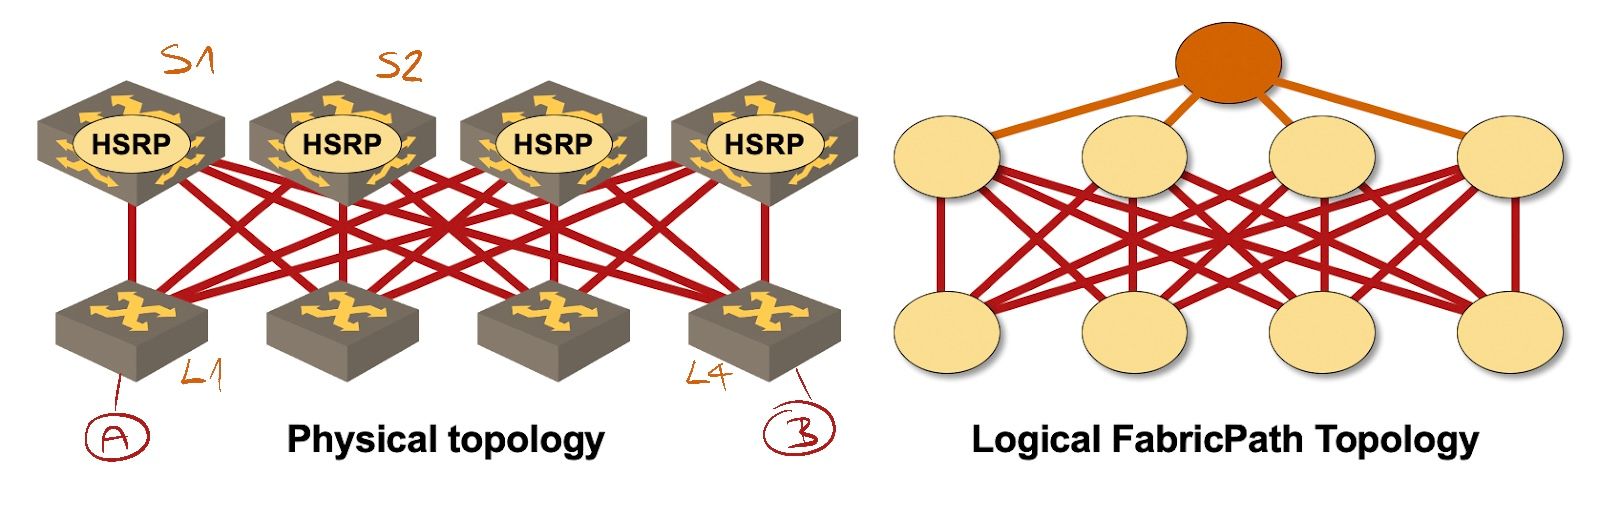 S1
S2
HSRP
HSRP
HSRP
HSRP
L1
L4
A
B
Physical topology
Logical FabricPath Topology